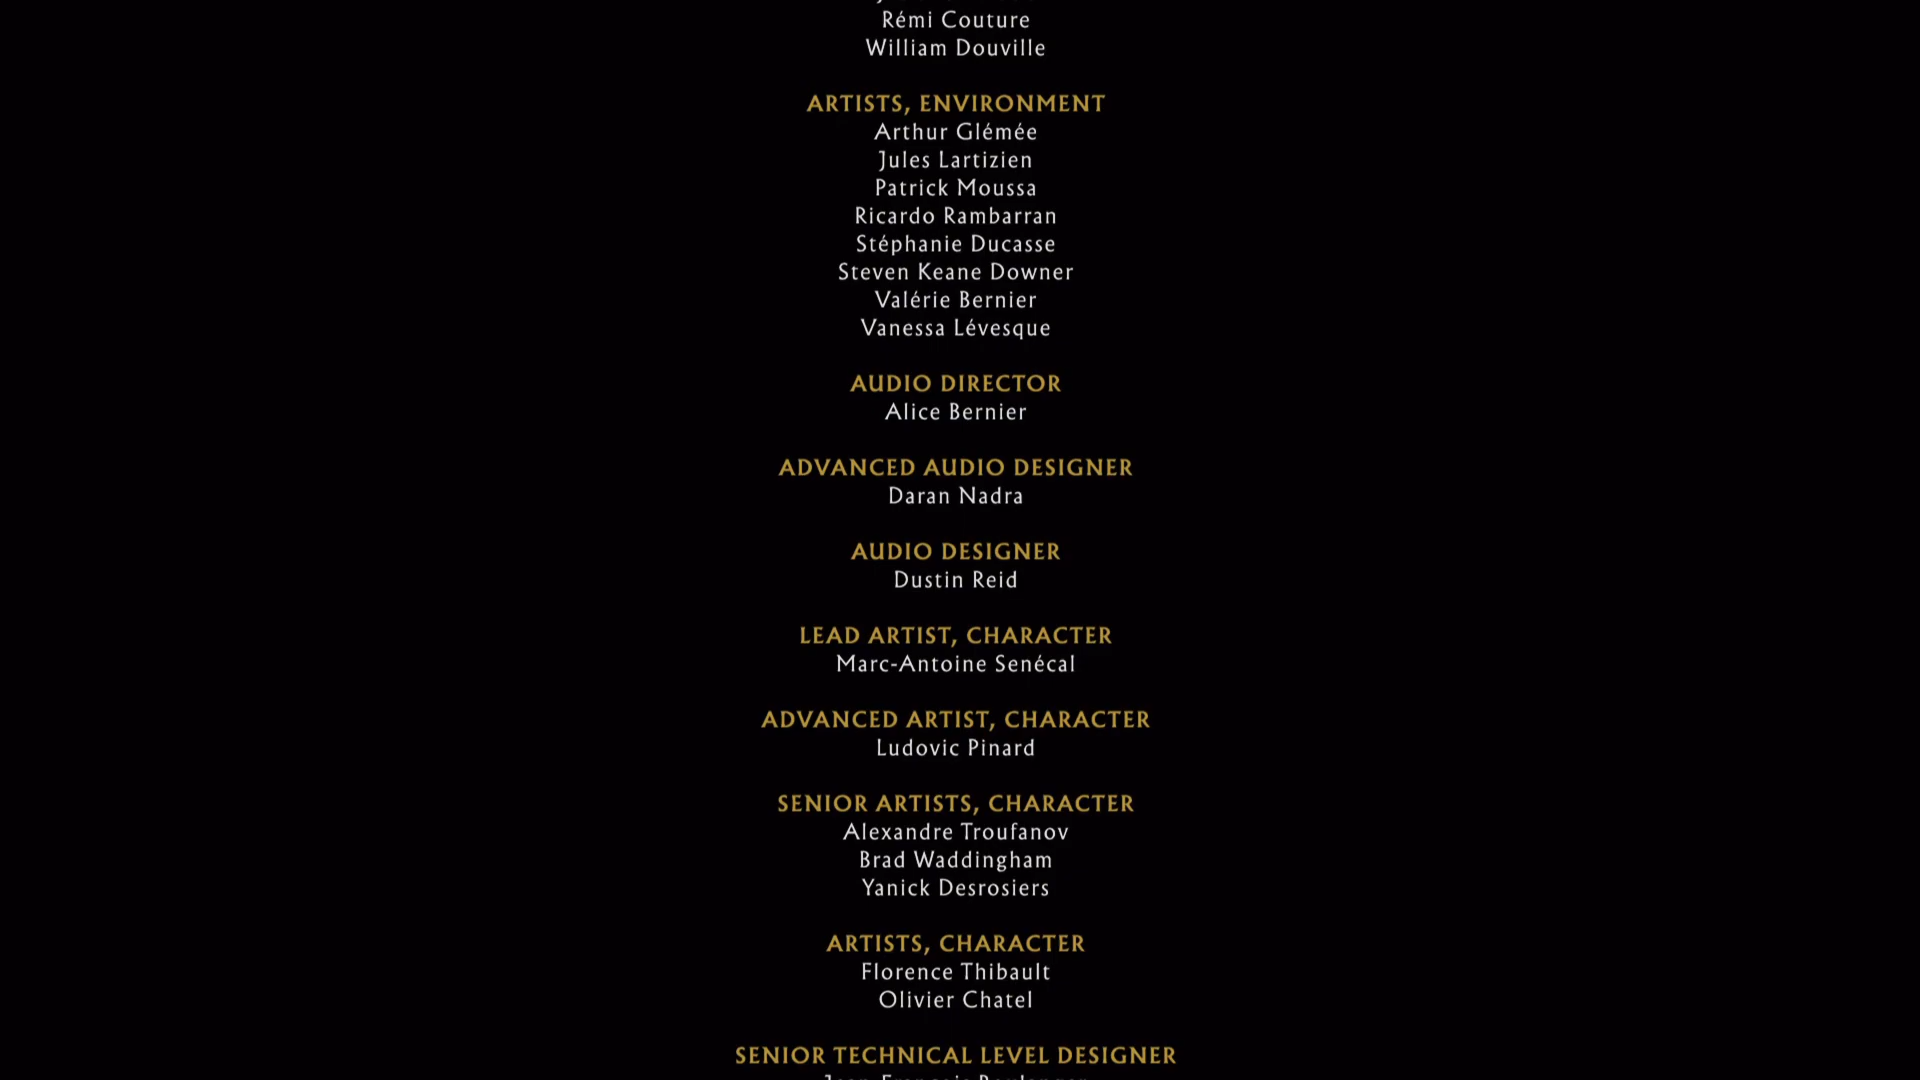 Rémi Couture
William Douville
ARTISTS, ENVIRONMENT
Arthur Glémée
Jules Lartizien
Patrick Moussa
Ricardo Rambarran
Stéphanie Ducasse
Steven Keane Downer
Valérie Bernier
Vanessa Lévesque
AUDIO DIRECTOR
Alice Bernier
ADVANCED AUDIO DESIGNER
Daran Nadra
AUDIO DESIGNER
Dustin Reid
LEAD ARTIST, CHARACTER
Marc-Antoine Senécal
ADVANCED ARTIST, CHARACTER
Ludovic Pinard
SENIOR ARTISTS, CHARACTER
Alexandre Troufanov
Brad Waddingham
Yanick Desrosiers
ARTISTS, CHARACTER
Florence Thibault
Olivier Chatel
SENIOR TECHNICAL LEVEL DESIGNER